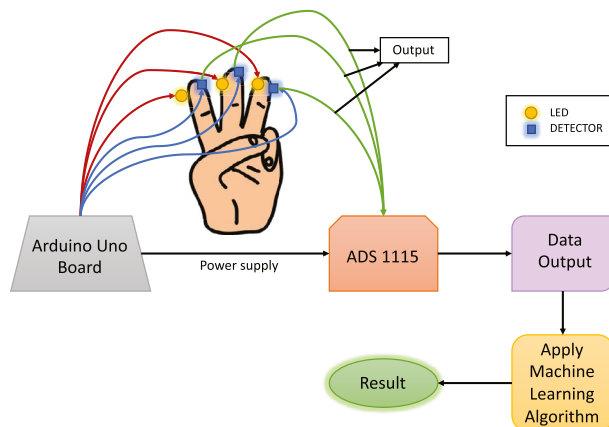 Output
LED
DETECTOR
Arduino Uno
Board
Power supply
ADS 1115
Data
Output
Apply
Machine
Learning
Algorithm
Result